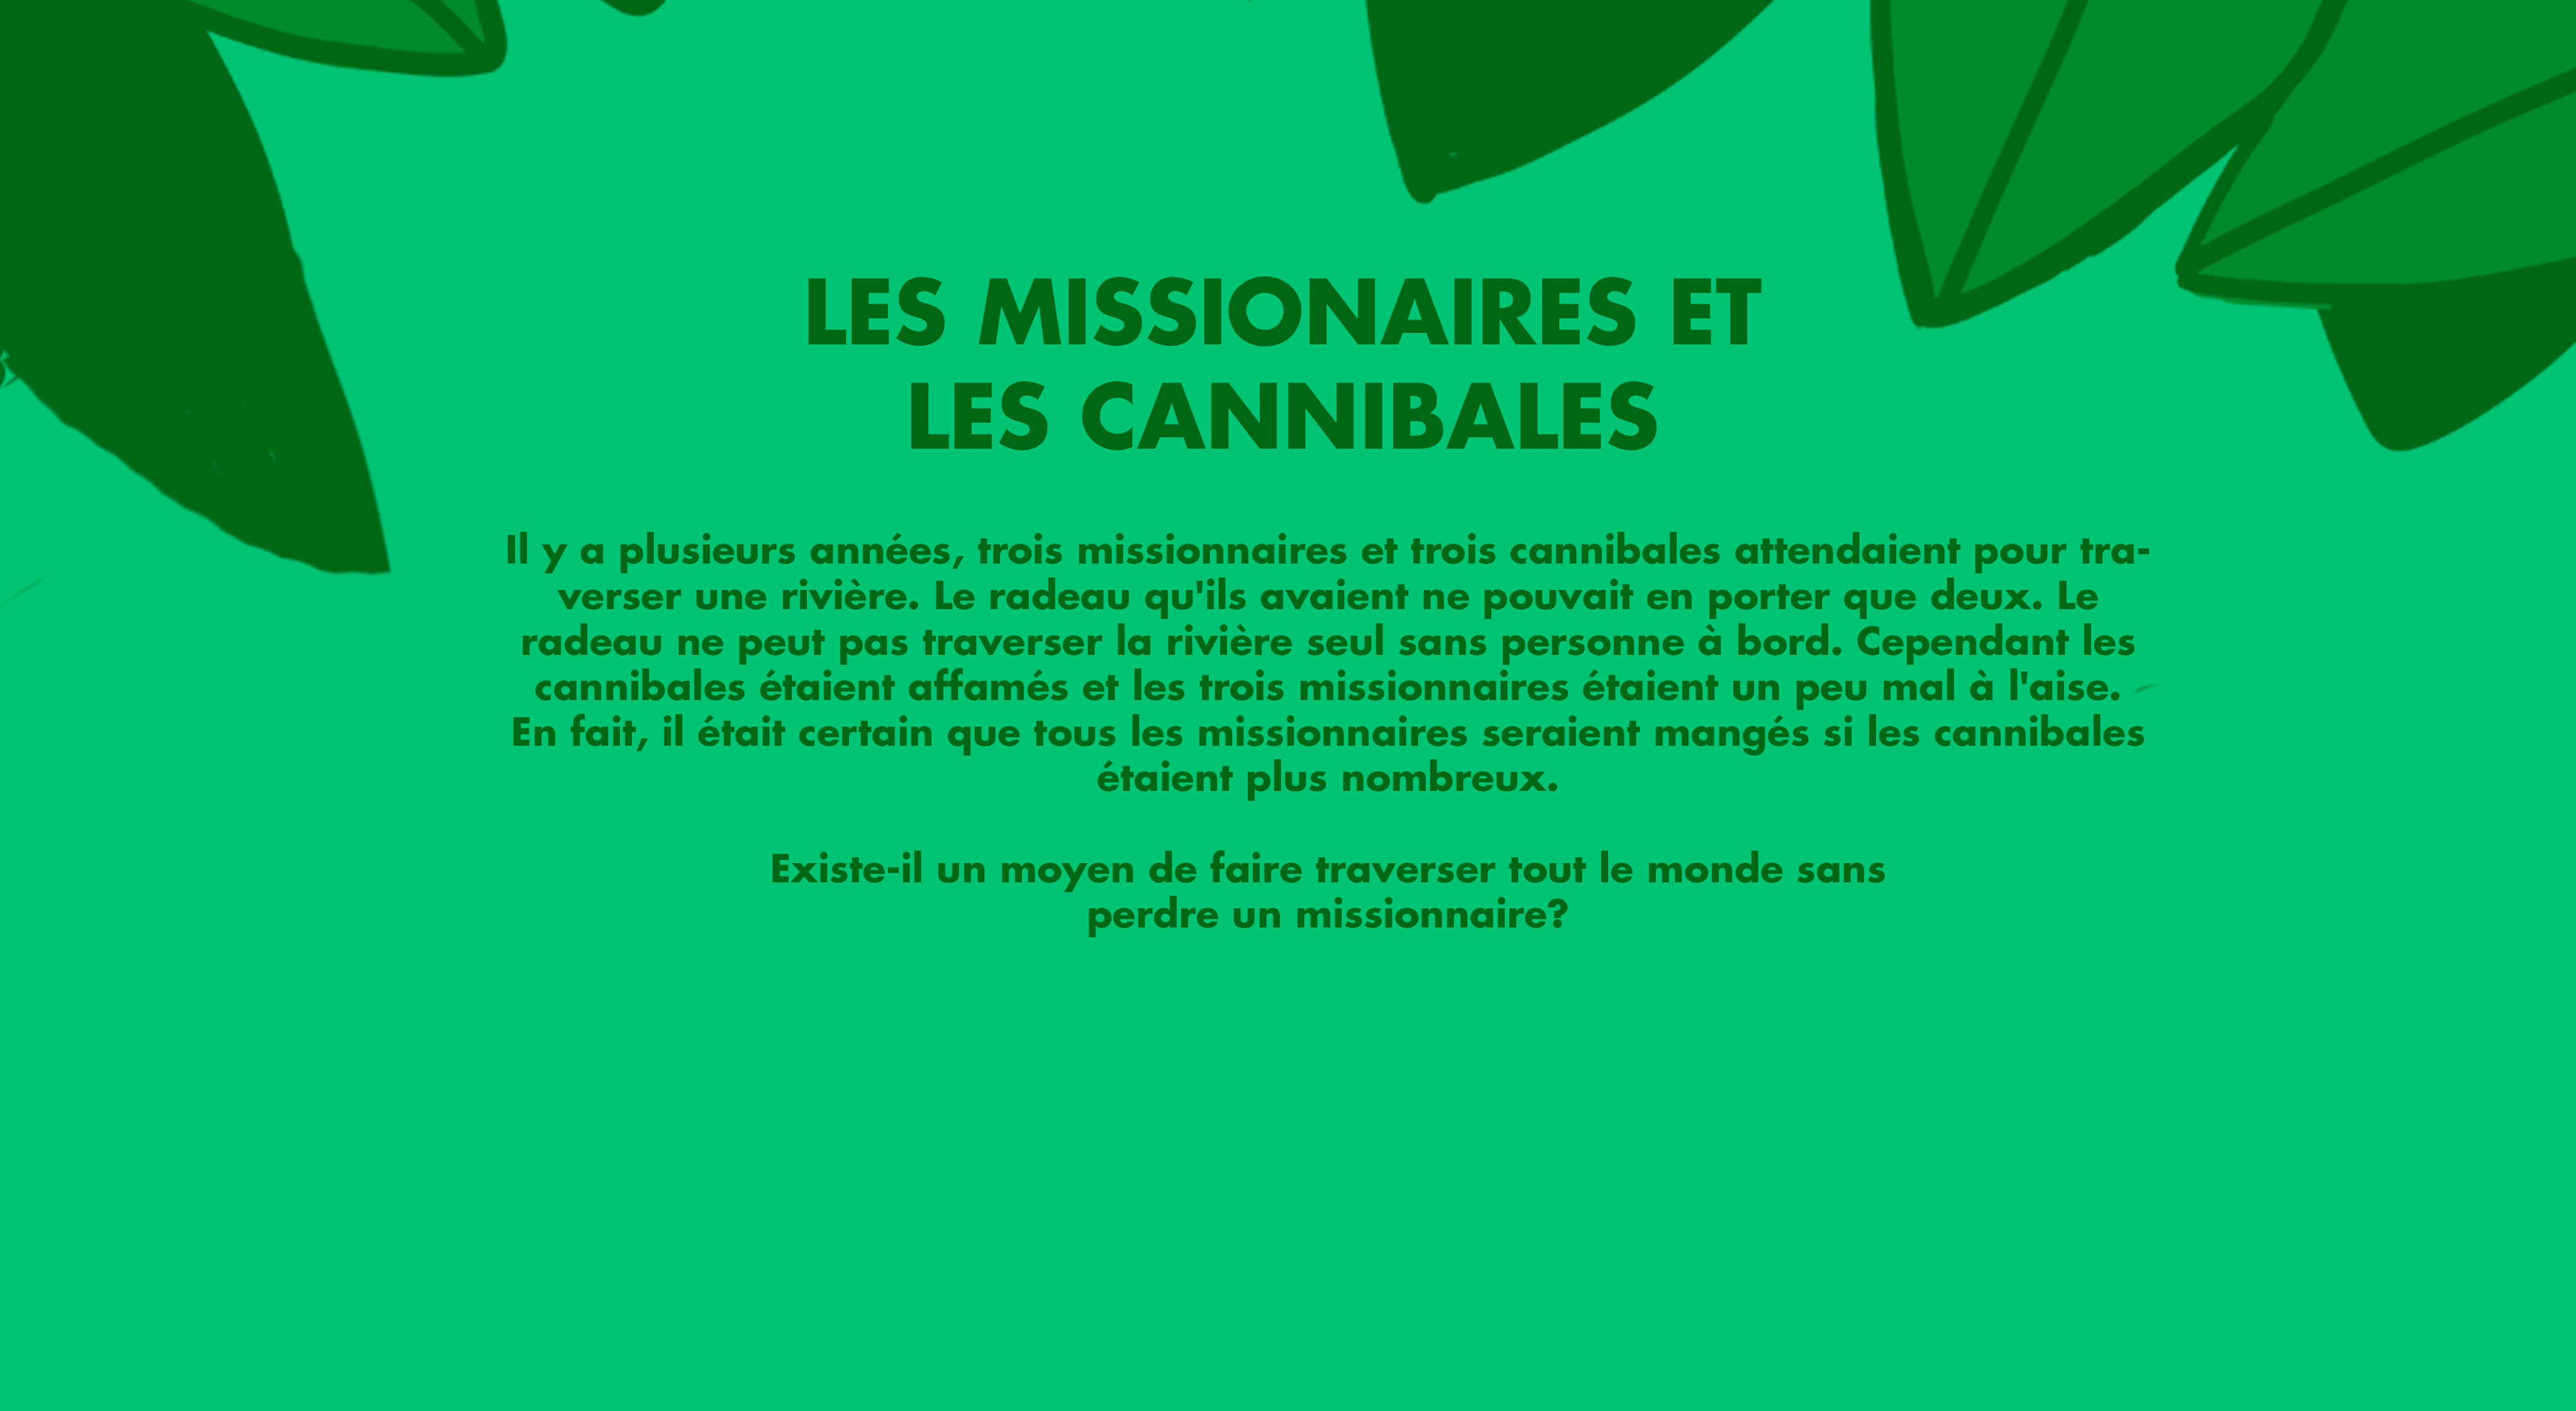 LES MISSIONAIRES ET
LES CANNIBALES
Il y a plusieurs années, trois missionnaires et trois cannibales attendaient pour tra-
verser une rivière. Le radeau qu'ils avaient ne pouvait en porter que deux. Le
radeau ne peut pas traverser la rivière seul sans personne à bord. Cependant les
cannibales étaient affamés et les trois missionnaires étaient un peu mal à l'aise.
En fait, il était certain que tous les missionnaires seraient mangés si les cannibales
étaient plus nombreux.
Existe-il un moyen de faire traverser tout le monde sans
perdre un missionnaire?